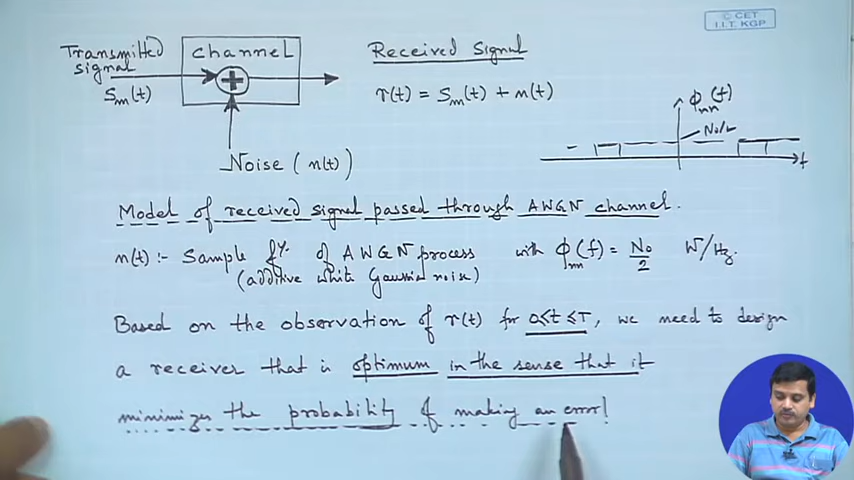 © CET
I.I.T. KGP
Transmitted signal
Sm(t)
channel
+
Noise (n(t))
Received Signal
r(t) = Sm(t) + n(t)
Φnn(f)
No/2
f
Model of received signal passed through AWGN channel.
n(t) :- Sample fn. of AWGN process with Φnn(f) = No/2 W/Hz.
(additive white Gaussian noise)
Based on the observation of r(t) for 0≤t≤T, we need to design
a receiver that is optimum in the sense that it
minimizes the probability of making an error!